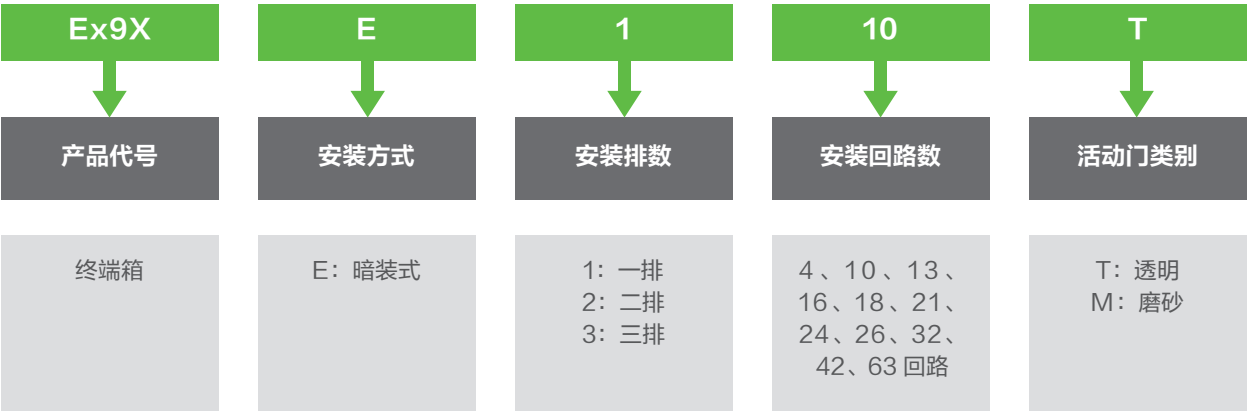 Ex9X
E
1
10
T
产品代号
安装方式
安装排数
安装回路数
活动门类别
终端箱
E：暗装式
1：一排
2：二排
3：三排
4、10、13、
16、18、21、
24、26、32、
42、63 回路
T：透明
M：磨砂